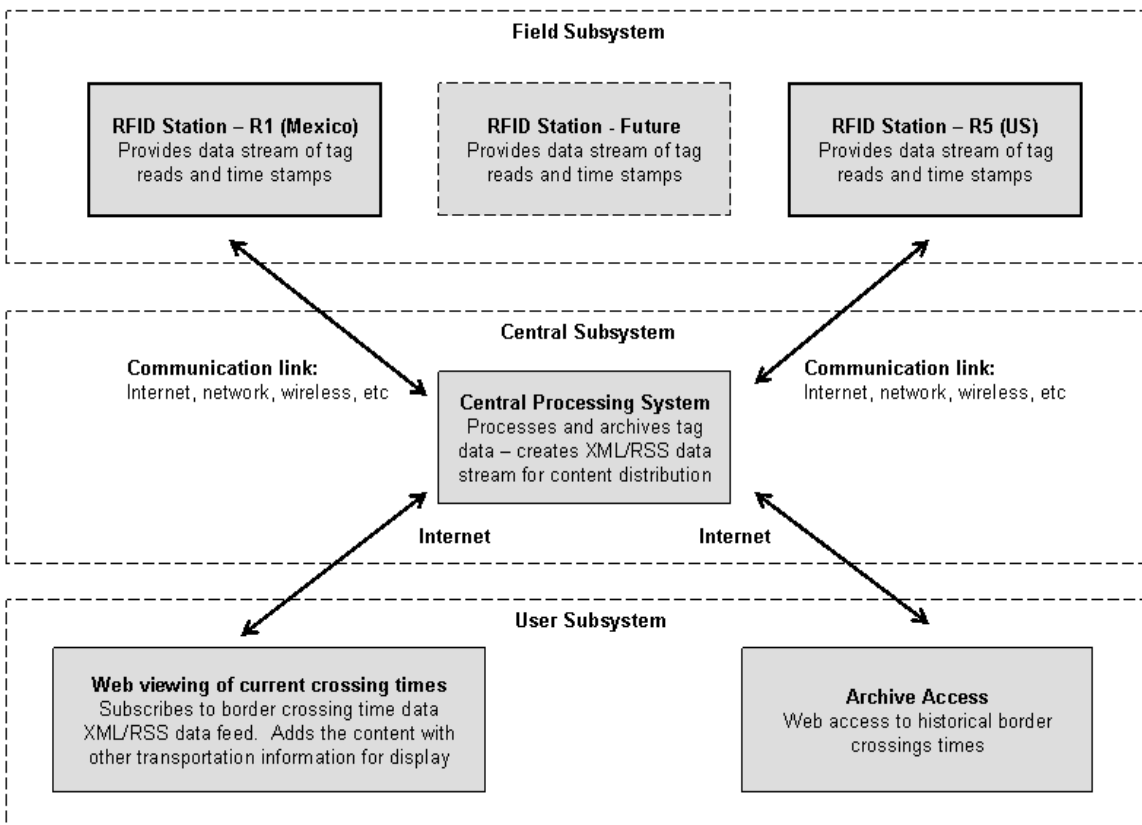 Field Subsystem
RFID Station – R1 (Mexico)
Provides data stream of tag
reads and time stamps
RFID Station - Future
Provides data stream of tag
reads and time stamps
RFID Station – R5 (US)
Provides data stream of tag
reads and time stamps
Central Subsystem
Communication link:
Internet, network, wireless, etc
Communication link:
Internet, network, wireless, etc
Central Processing System
Processes and archives tag
data – creates XML/RSS data
stream for content distribution
Internet
Internet
User Subsystem
Web viewing of current crossing times
Subscribes to border crossing time data
XML/RSS data feed.  Adds the content with
other transportation information for display
Archive Access
Web access to historical border
crossings times